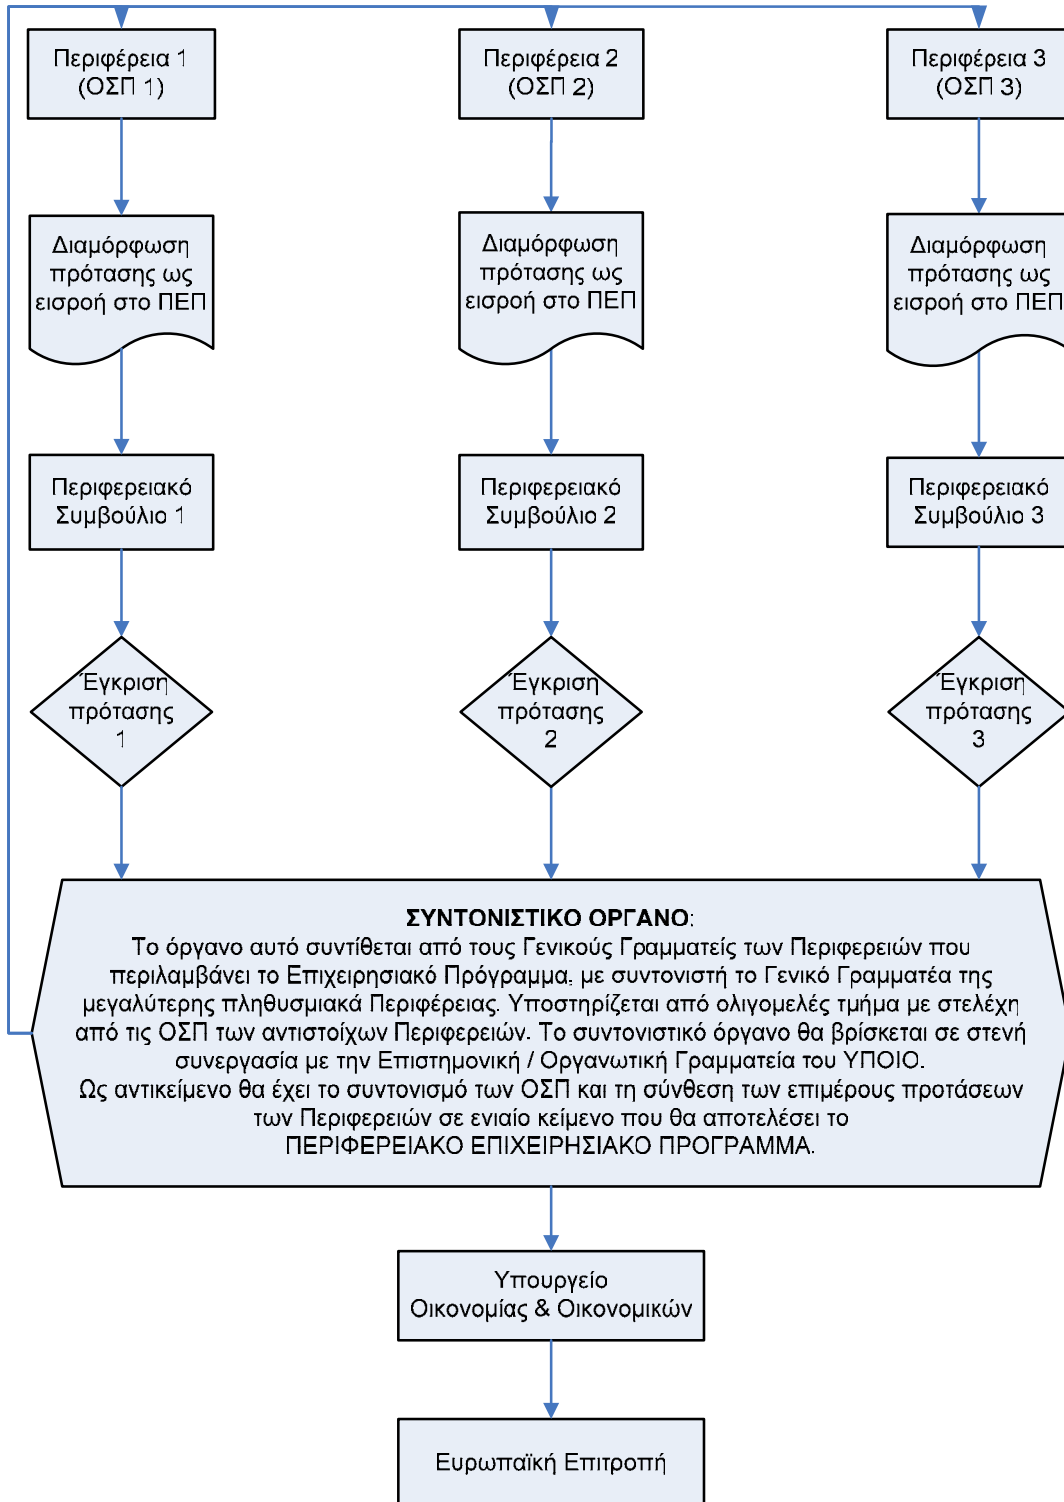 Περιφέρεια 1
(ΟΣΠ 1)
Περιφέρεια 2
(ΟΣΠ 2)
Περιφέρεια 3
(ΟΣΠ 3)
Διαμόρφωση
πρότασης ως
εισροή στο ΠΕΠ
Διαμόρφωση
πρότασης ως
εισροή στο ΠΕΠ
Διαμόρφωση
πρότασης ως
εισροή στο ΠΕΠ
Περιφερειακό
Συμβούλιο 1
Περιφερειακό
Συμβούλιο 2
Περιφερειακό
Συμβούλιο 3
Έγκριση
πρότασης
1
Έγκριση
πρότασης
2
Έγκριση
πρότασης
3
ΣΥΝΤΟΝΙΣΤΙΚΟ ΟΡΓΑΝΟ:
Το όργανο αυτό συντίθεται από τους Γενικούς Γραμματείς των Περιφερειών που
περιλαμβάνει το Επιχειρησιακό Πρόγραμμα, με συντονιστή το Γενικό Γραμματέα της
μεγαλύτερης πληθυσμιακά Περιφέρειας. Υποστηρίζεται από ολιγομελές τμήμα με στελέχη
από τις ΟΣΠ των αντιστοίχων Περιφερειών. Το συντονιστικό όργανο θα βρίσκεται σε στενή
συνεργασία με την Επιστημονική / Οργανωτική Γραμματεία του ΥΠΟΙΟ.
Ως αντικείμενο θα έχει το συντονισμό των ΟΣΠ και τη σύνθεση των επιμέρους προτάσεων
των Περιφερειών σε ενιαίο κείμενο που θα αποτελέσει το
ΠΕΡΙΦΕΡΕΙΑΚΟ ΕΠΙΧΕΙΡΗΣΙΑΚΟ ΠΡΟΓΡΑΜΜΑ.
Υπουργείο
Οικονομίας & Οικονομικών
Ευρωπαϊκή Επιτροπή